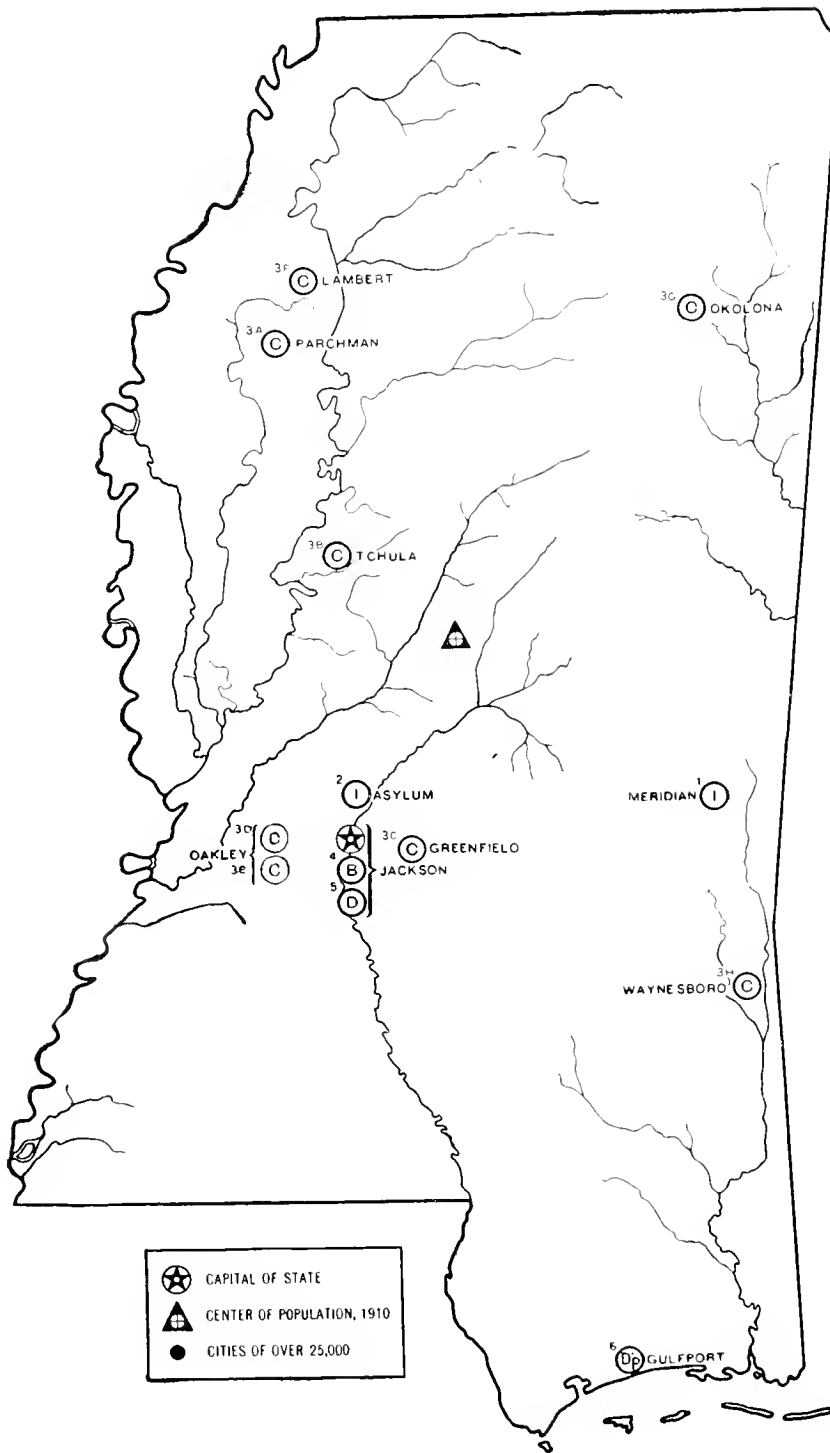 3F C LAMBERT
3G C OKOLONA
3A C PARCHMAN
3B C TCHULA
2 I ASYLUM
MERIDIAN 1 I
OAKLEY 3D D
3E C
4 B JACKSON
5 D
3C C GREENFIELD
WAYNESBORO 3H C
CAPITAL OF STATE
CENTER OF POPULATION, 1910
CITIES OF OVER 25,000
6 Dp GULFPORT